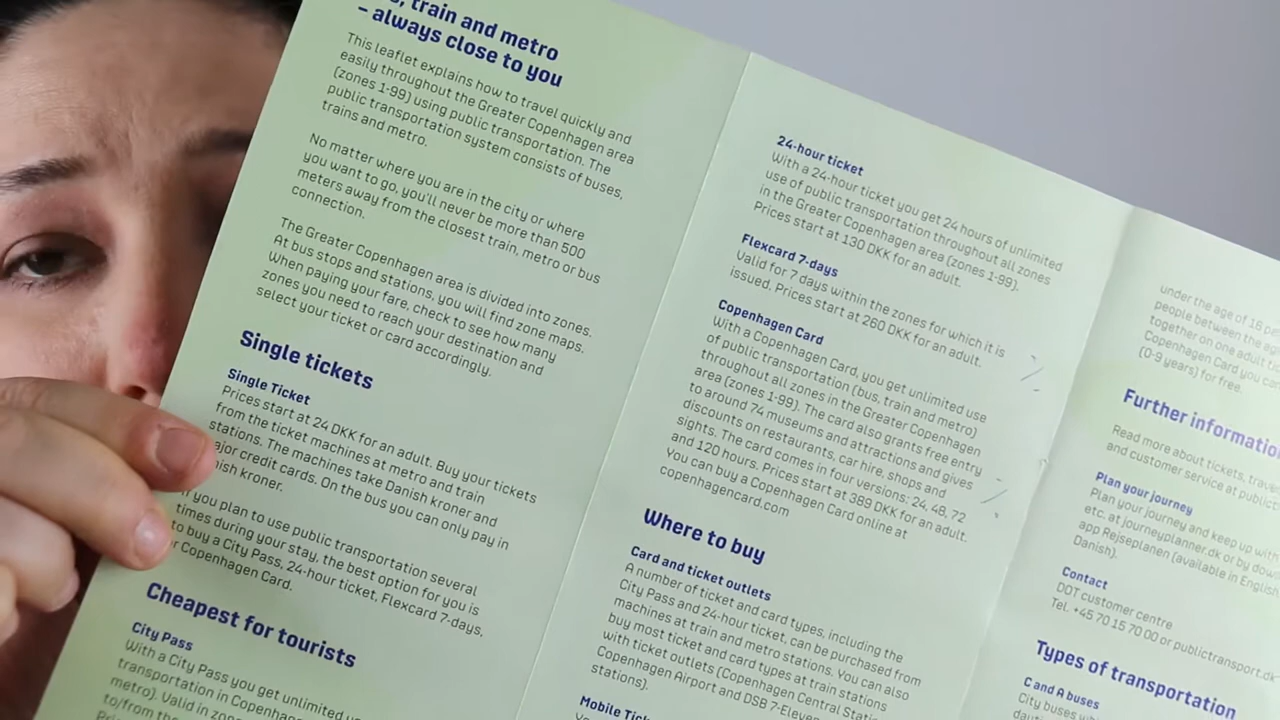 train and metro
– always close to you
This leaflet explains how to travel quickly and
easily throughout the Greater Copenhagen area
(zones 1-99) using public transportation. The
public transportation system consists of buses,
trains and metro.
No matter where you are in the city or where
you want to go, you'll never be more than 500
meters away from the closest train, metro or bus
connection.
The Greater Copenhagen area is divided into zones.
At bus stops and stations, you will find zone maps.
When paying your fare, check to see how many
zones you need to reach your destination and
select your ticket or card accordingly.
Single tickets
Single Ticket
Prices start at 24 DKK for an adult. Buy your tickets
from the ticket machines at metro and train
stations. The machines take Danish kroner and
ajor credit cards. On the bus you can only pay in
ish kroner.
If you plan to use public transportation several
times during your stay, the best option for you is
to buy a City Pass, 24-hour ticket, Flexcard 7-days,
r Copenhagen Card.
Cheapest for tourists
City Pass
With a City Pass you get unlimited
transportation in Copenhag
metro). Valid in zon
to/from the
24-hour ticket
With a 24-hour ticket you get 24 hours of unlimited
use of public transportation throughout all zones
in the Greater Copenhagen area (zones 1-99).
Prices start at 130 DKK for an adult.
Flexcard 7-days
Valid for 7 days within the zones for which it is
issued. Prices start at 260 DKK for an adult.
Copenhagen Card
With a Copenhagen Card, you get unlimited use
of public transportation (bus, train and metro)
throughout all zones in the Greater Copenhagen
area (zones 1-99). The card also grants free entry
to around 74 museums and attractions and gives
discounts on restaurants, car hire, shops and
sights. The card comes in four versions: 24, 48, 72
and 120 hours. Prices start at 389 DKK for an adult.
You can buy a Copenhagen Card online at
copenhagencard.com
Where to buy
Card and ticket outlets
A number of ticket and card types, including the
City Pass and 24-hour ticket, can be purchased from
machines at train and metro stations. You can also
buy most ticket and card types at train stations
with ticket outlets (Copenhagen Central Statio
Copenhagen Airport and DSB 7-Eleven
stations).
Mobile Tick
under the age of 16 pe
people between the ag
together on one adult tic
Copenhagen Card you ca
(0-9 years) for free.
Further information
Read more about tickets, trave
and customer service at publict
Plan your journey
Plan your journey and keep up with
etc. at journeyplanner.dk or by dow
app Rejseplanen (available in English
Danish).
Contact
DOT customer centre
Tel. +45 70 15 70 00 or publictransport.dk
Types of transportation
C and A buses
City buses wh